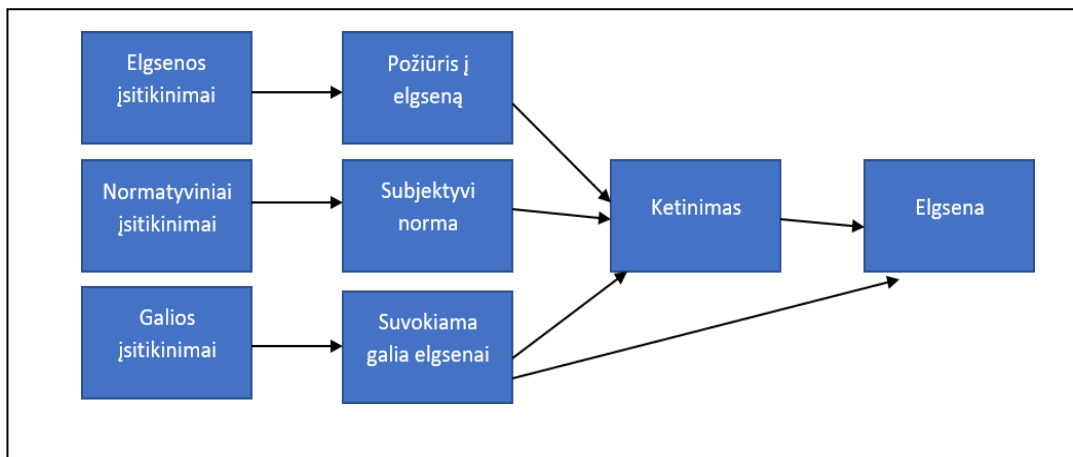 Elgsenos
įsitikinimai
Požiūris į
elgseną
Normatyviniai
įsitikinimai
Subjektyvi
norma
Ketinimas
Elgsena
Galios
įsitikinimai
Suvokiama
galia elgsenai